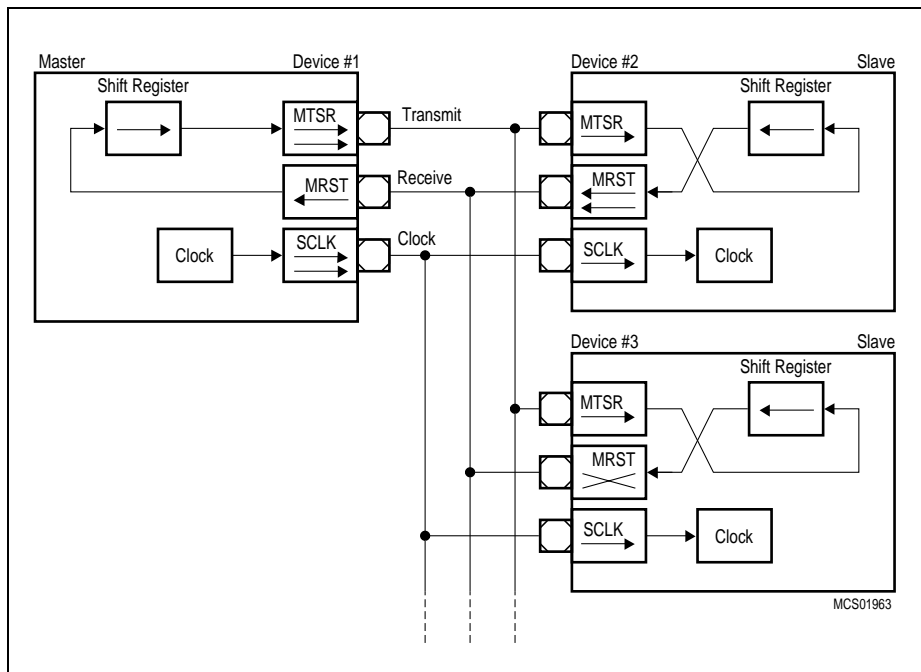 Master Device #1
Shift Register
MTSR
Transmit
MRST
Receive
Clock
SCLK
Clock
Device #2 Slave
Shift Register
MTSR
MRST
SCLK
Clock
Device #3 Slave
Shift Register
MTSR
MRST
SCLK
Clock
MCS01963